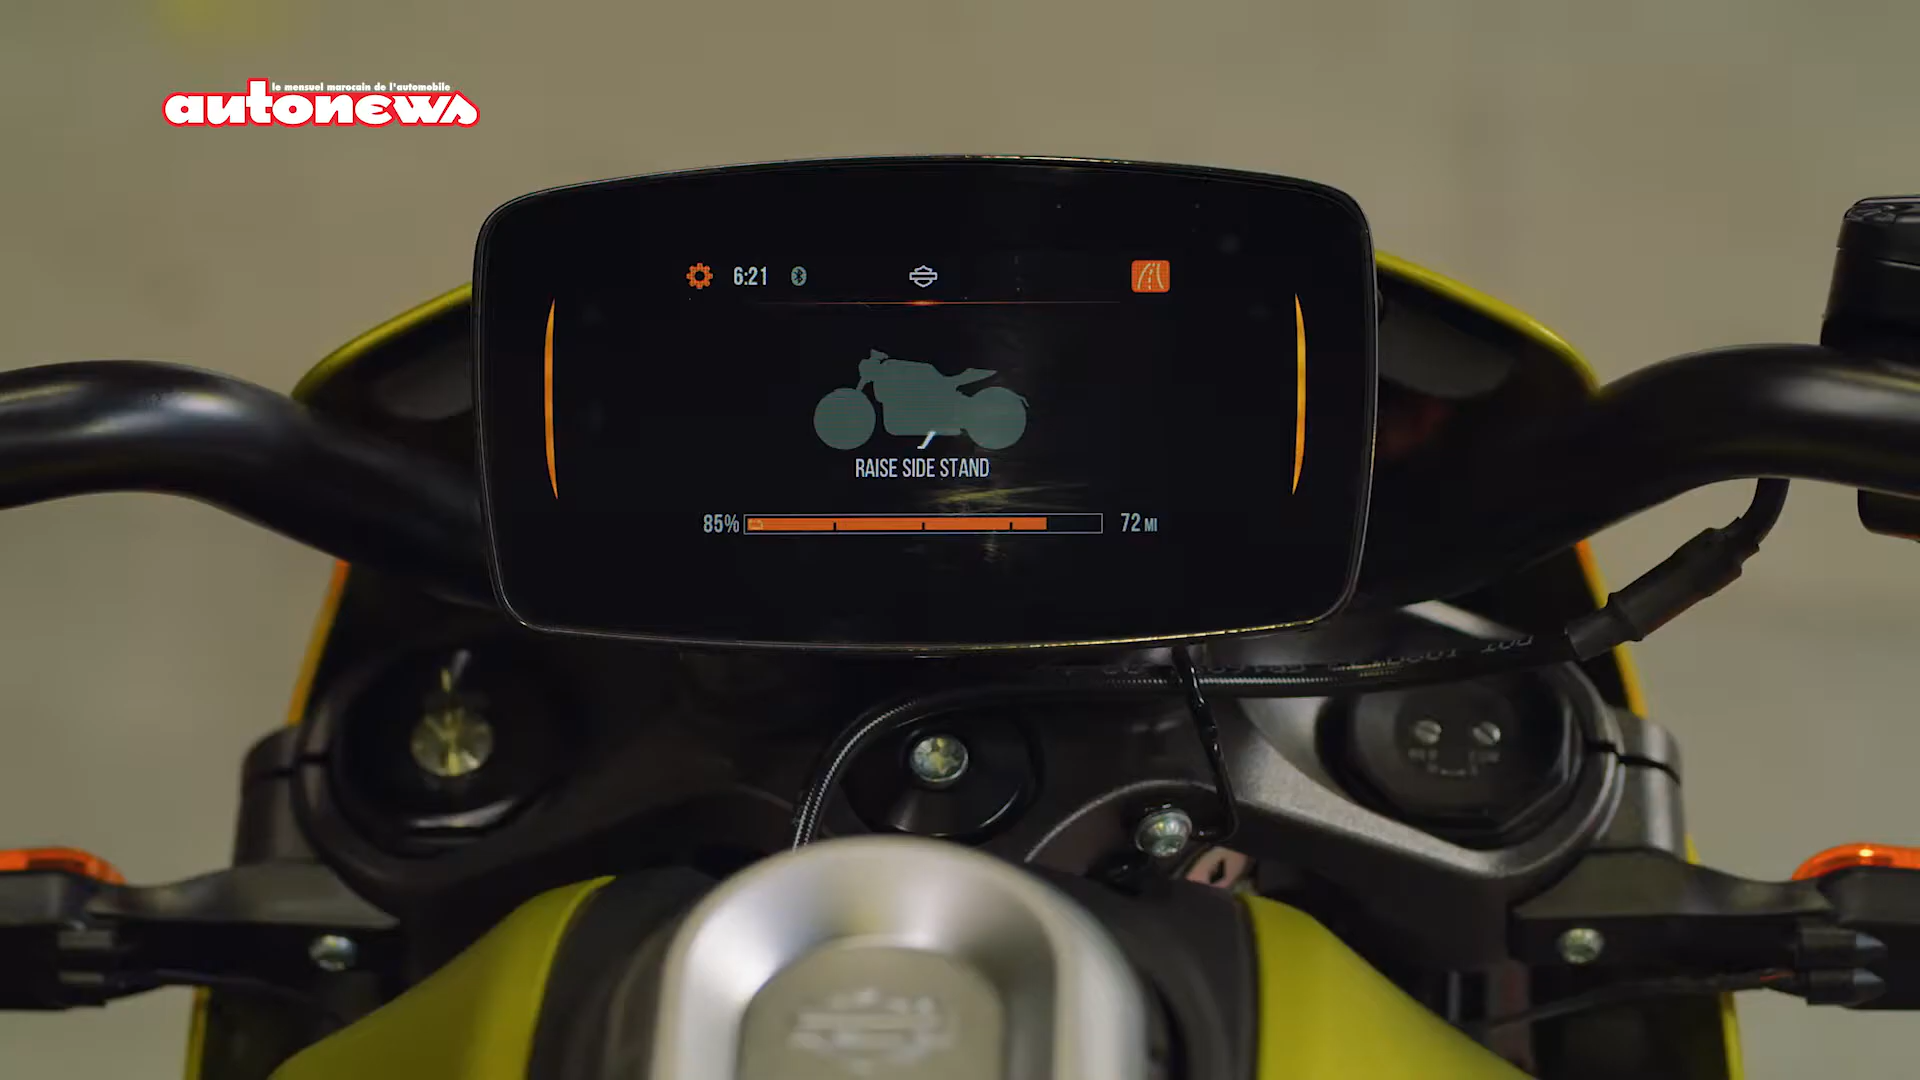 le mensuel marocain de l'automobile
autonews
6:21
RAISE SIDE STAND
85%
72 MI